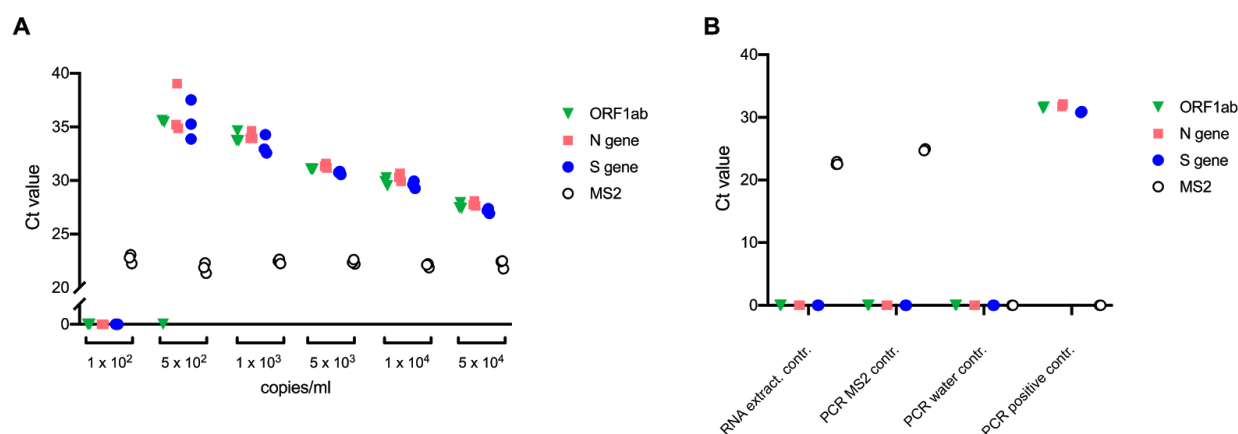 A
Ct value
40
35
30
25
20
0
1 x 10²
5 x 10²
1 x 10³
5 x 10³
1 x 10⁴
5 x 10⁴
copies/ml
ORF1ab
N gene
S gene
MS2
B
Ct value
40
30
20
10
0
RNA extract. contr.
PCR MS2 contr.
PCR water contr.
PCR positive contr.
ORF1ab
N gene
S gene
MS2